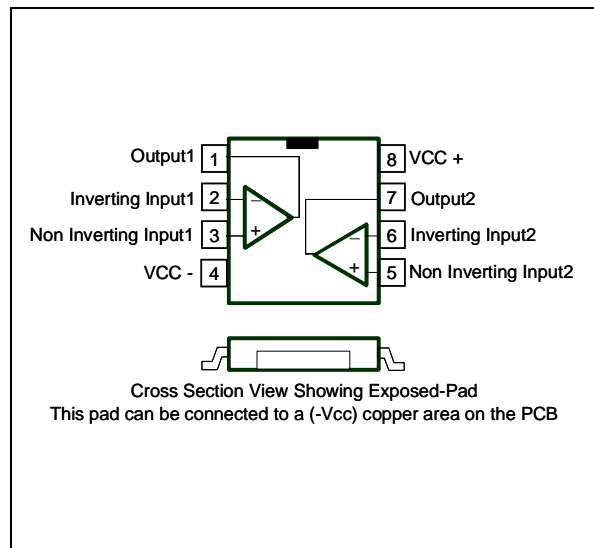 Output1 1 8 VCC +
Inverting Input1 2 7 Output2
Non Inverting Input1 3 6 Inverting Input2
VCC - 4 5 Non Inverting Input2
− + − +
Cross Section View Showing Exposed-Pad
This pad can be connected to a (-Vcc) copper area on the PCB